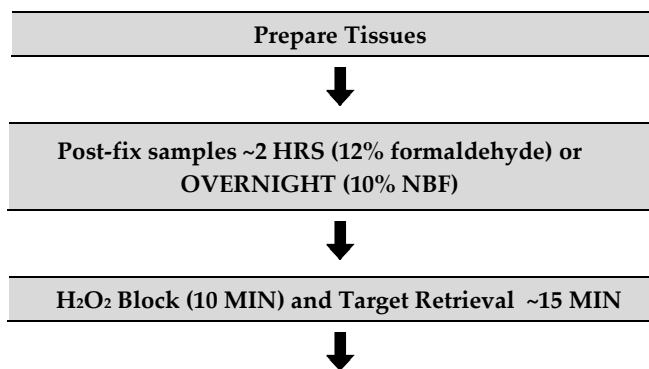 Prepare Tissues
Post-fix samples ~2 HRS (12% formaldehyde) or
OVERNIGHT (10% NBF)
H₂O₂ Block (10 MIN) and Target Retrieval ~15 MIN